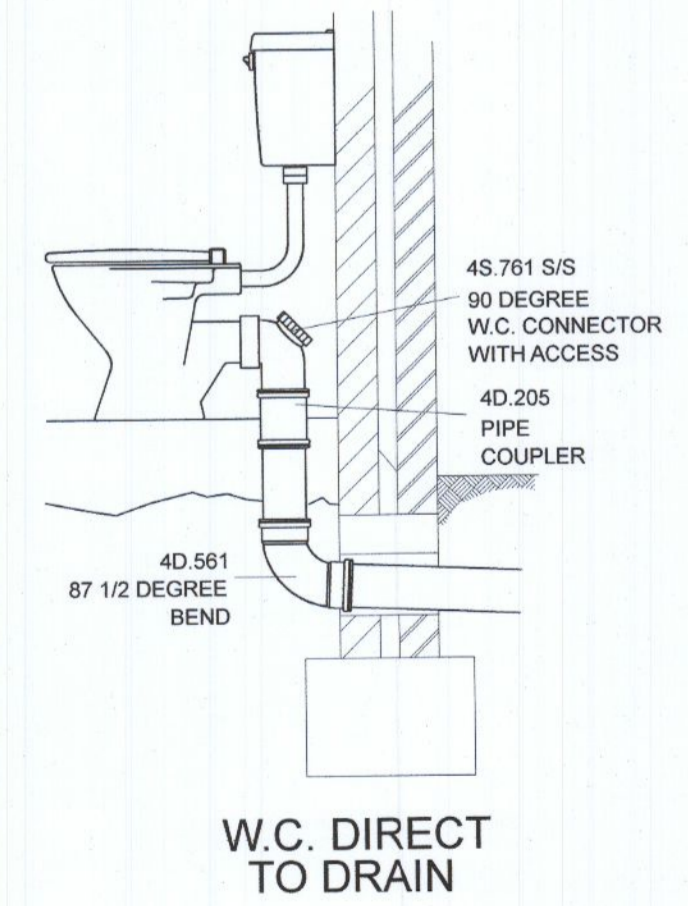 4S.761 S/S
90 DEGREE
W.C. CONNECTOR
WITH ACCESS
4D.205
PIPE
COUPLER
4D.561
87 1/2 DEGREE
BEND
W.C. DIRECT
TO DRAIN